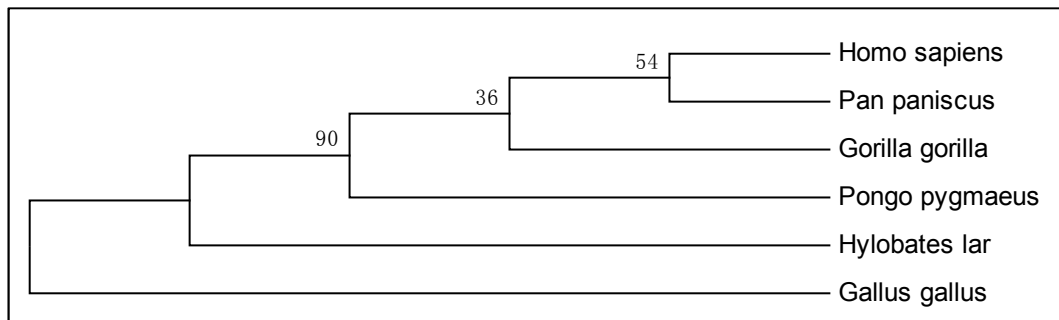 Homo sapiens
54
Pan paniscus
36
Gorilla gorilla
90
Pongo pygmaeus
Hylobates lar
Gallus gallus